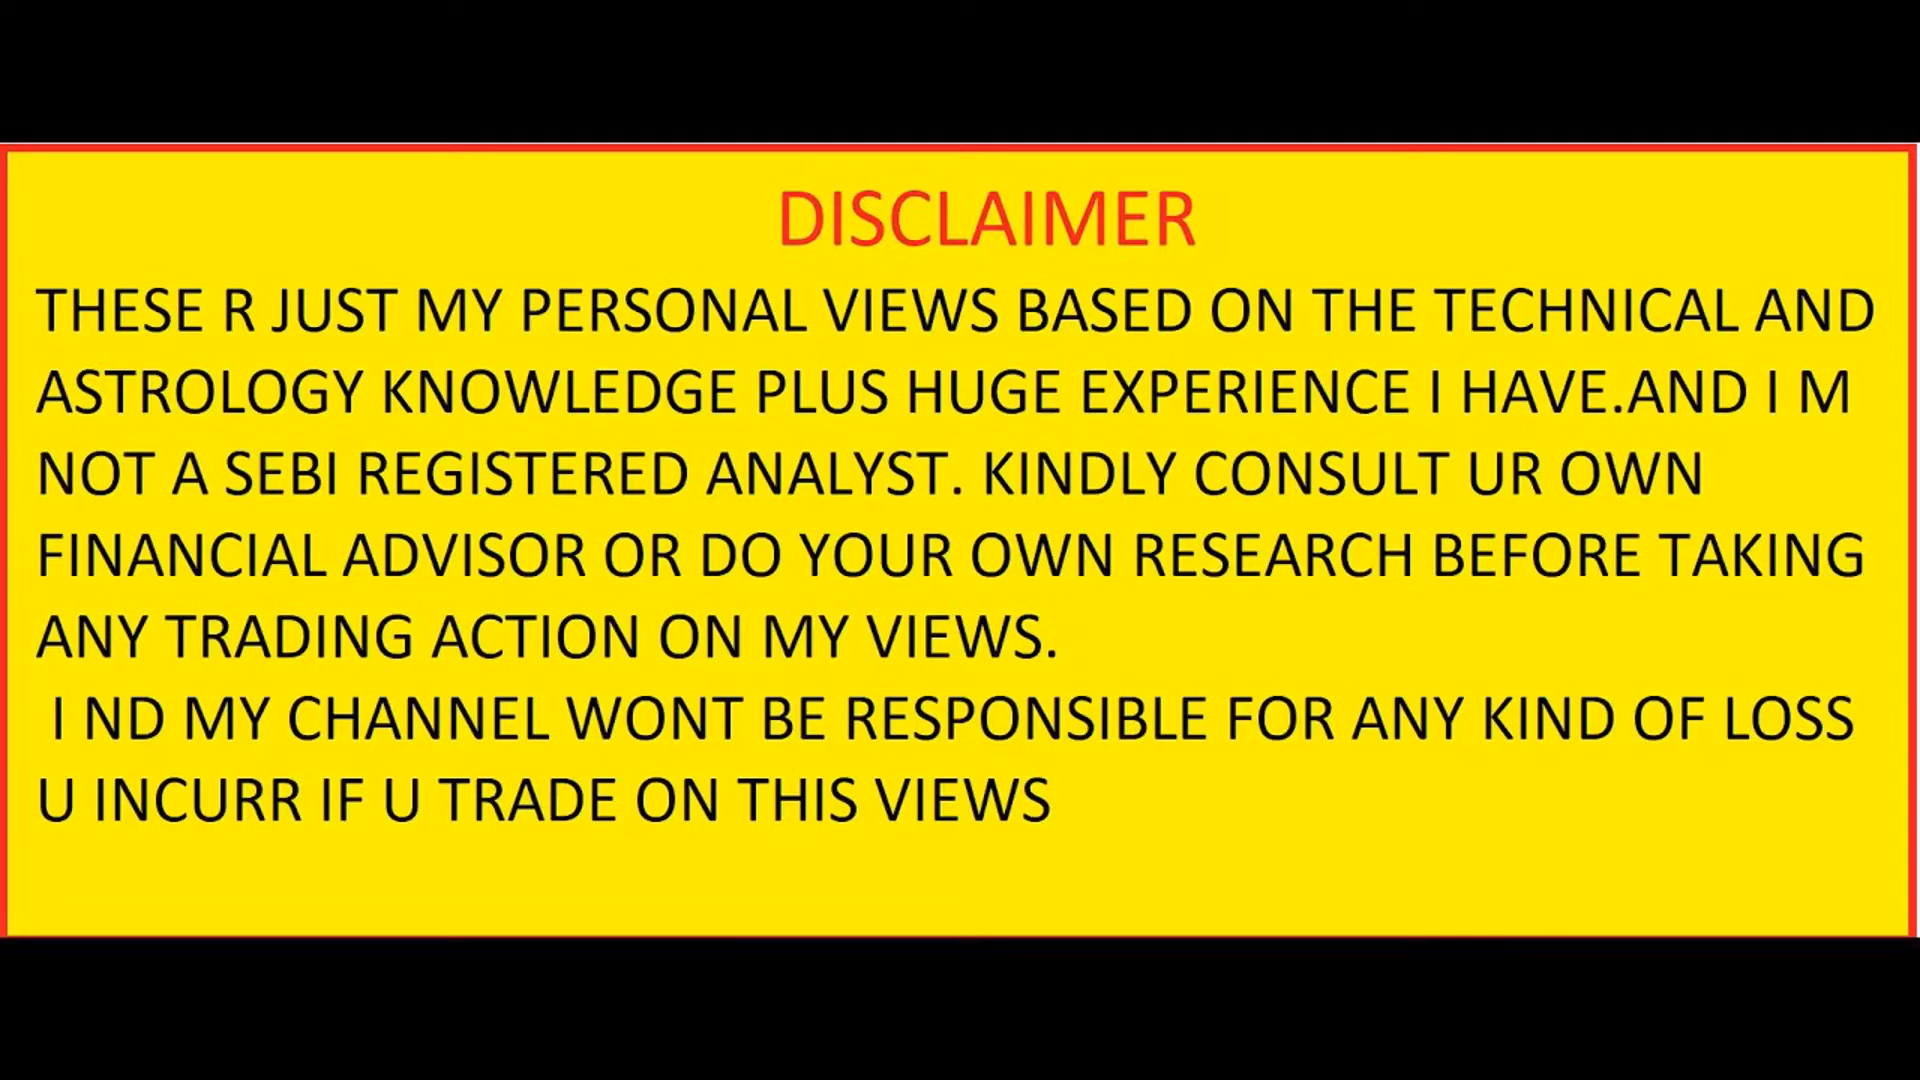 DISCLAIMER
THESE R JUST MY PERSONAL VIEWS BASED ON THE TECHNICAL AND
ASTROLOGY KNOWLEDGE PLUS HUGE EXPERIENCE I HAVE.AND I M
NOT A SEBI REGISTERED ANALYST. KINDLY CONSULT UR OWN
FINANCIAL ADVISOR OR DO YOUR OWN RESEARCH BEFORE TAKING
ANY TRADING ACTION ON MY VIEWS.
I ND MY CHANNEL WONT BE RESPONSIBLE FOR ANY KIND OF LOSS
U INCURR IF U TRADE ON THIS VIEWS